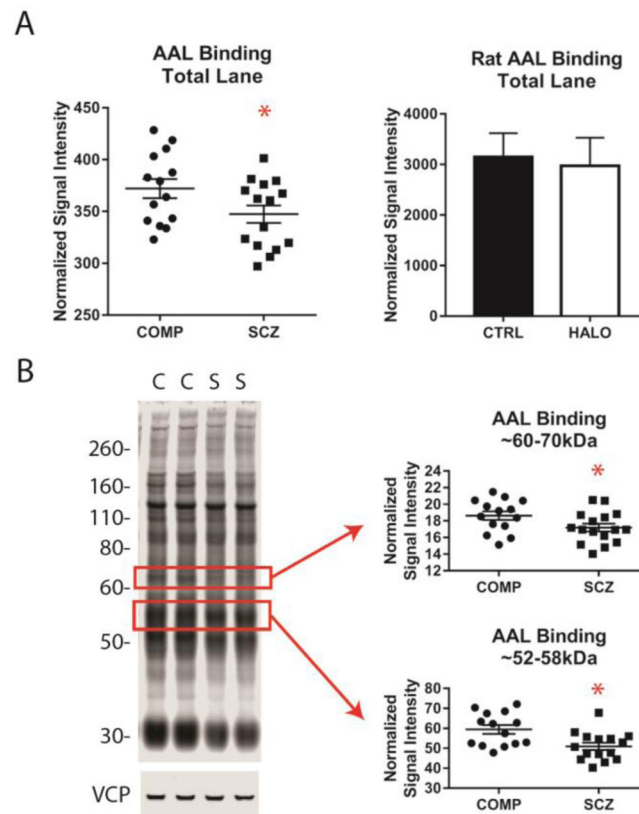 A
AAL Binding
Total Lane
Normalized Signal Intensity
450
400
350
300
250
*
COMP
SCZ
Rat AAL Binding
Total Lane
Normalized Signal Intensity
4000
3000
2000
1000
0
CTRL
HALO
B
C C S S
260-
160-
110-
80-
60-
50-
30-
VCP
AAL Binding
~60-70kDa
Normalized
Signal Intensity
24
22
20
18
16
14
12
*
COMP
SCZ
AAL Binding
~52-58kDa
Normalized
Signal Intensity
80
70
60
50
40
30
*
COMP
SCZ